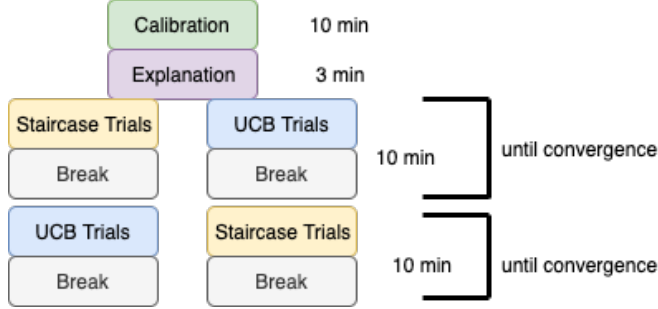 Calibration 10 min
Explanation 3 min
Staircase Trials UCB Trials
Break Break 10 min until convergence
UCB Trials Staircase Trials
Break Break 10 min until convergence